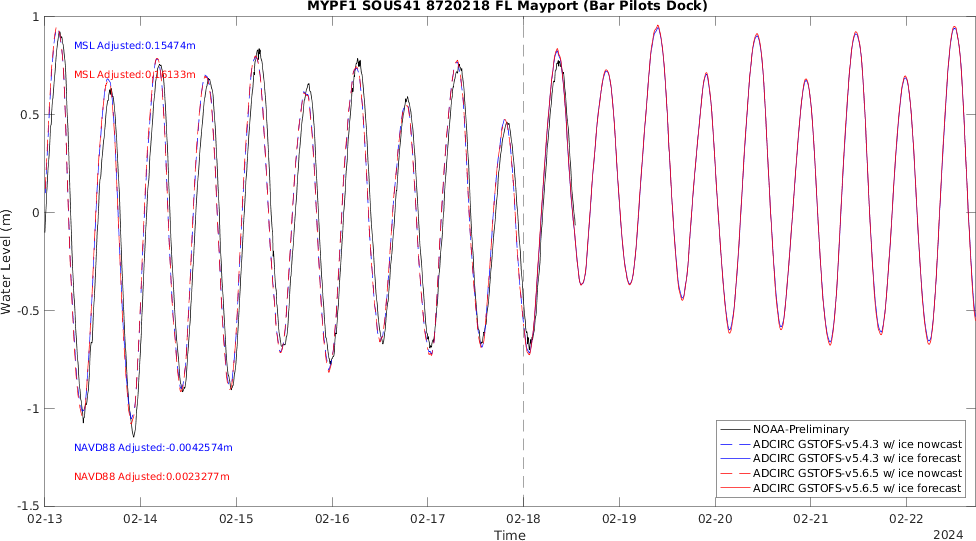 MYPF1 SOUS41 8720218 FL Mayport (Bar Pilots Dock)
1
0.5
0
-0.5
-1
-1.5
Water Level (m)
MSL Adjusted:0.15474m
MSL Adjusted:0.16133m
NAVD88 Adjusted:-0.0042574m
NAVD88 Adjusted:0.0023277m
NOAA-Preliminary
ADCIRC GSTOFS-v5.4.3 w/ ice nowcast
ADCIRC GSTOFS-v5.4.3 w/ ice forecast
ADCIRC GSTOFS-v5.6.5 w/ ice nowcast
ADCIRC GSTOFS-v5.6.5 w/ ice forecast
02-13 02-14 02-15 02-16 02-17 02-18 02-19 02-20 02-21 02-22
Time
2024